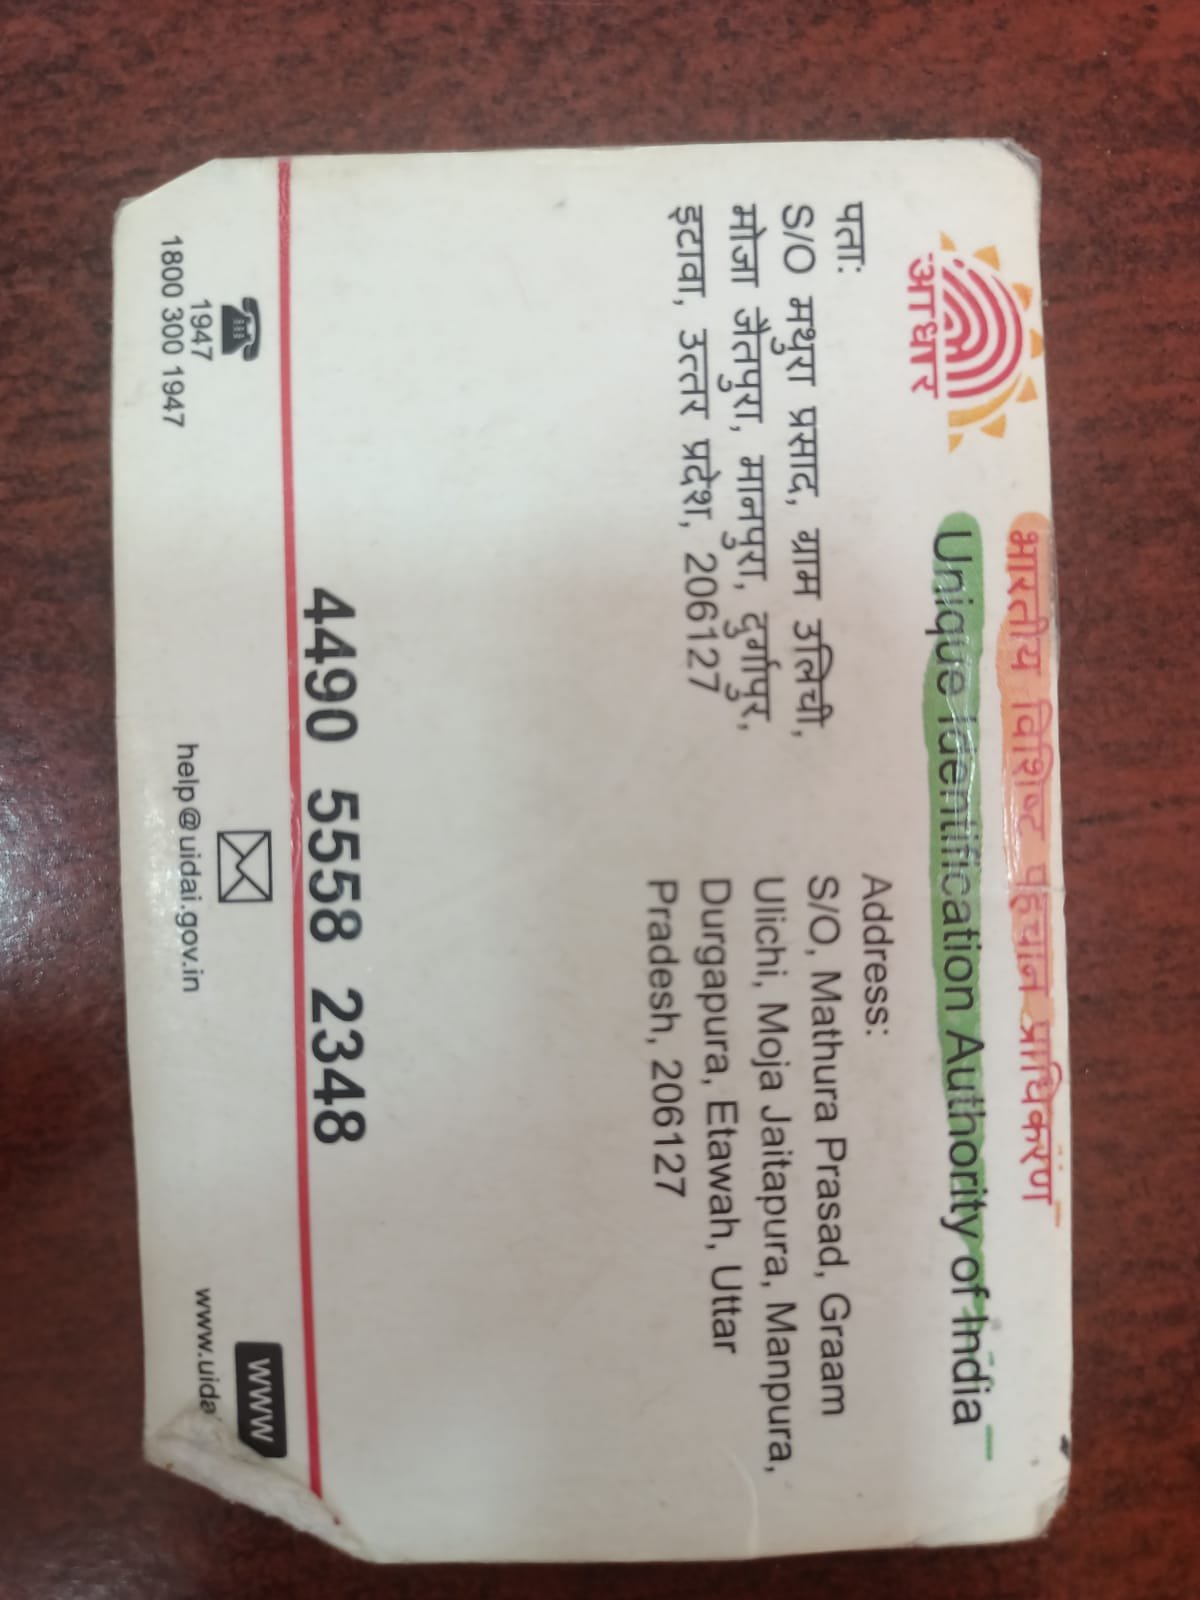 आधार
भारतीय विशिष्ट पहचान प्राधिकरण
Unique Identification Authority of India
पता:
S/O मथुरा प्रसाद, ग्राम उलिची,
मोजा जैतपुरा, मानपुरा, दुर्गापुर,
इटावा, उत्तर प्रदेश, 206127
Address:
S/O, Mathura Prasad, Graam
Ulichi, Moja Jaitapura, Manpura,
Durgapura, Etawah, Uttar
Pradesh, 206127
4490 5558 2348
1947
1800 300 1947
help@uidai.gov.in
WWW
www.uida